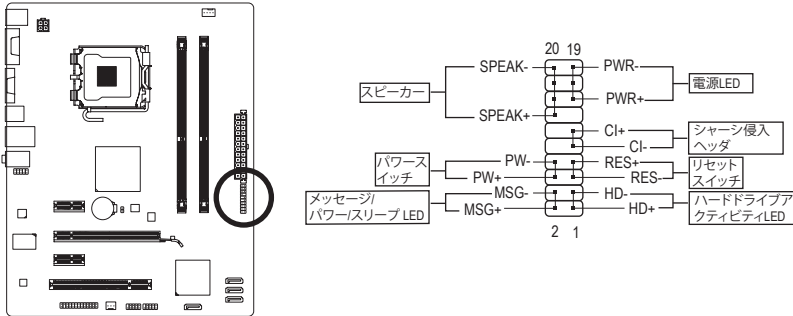 20 19
SPEAK-
PWR-
スピーカー
電源LED
PWR+
SPEAK+
CI+
シャーシ侵入
ヘッダ
CI-
パワース
イッチ
PW-
RES+
リセット
スイッチ
PW+
RES-
メッセージ/
パワー/スリープ LED
MSG-
HD-
ハードドライブア
クティビティLED
MSG+
HD+
2 1